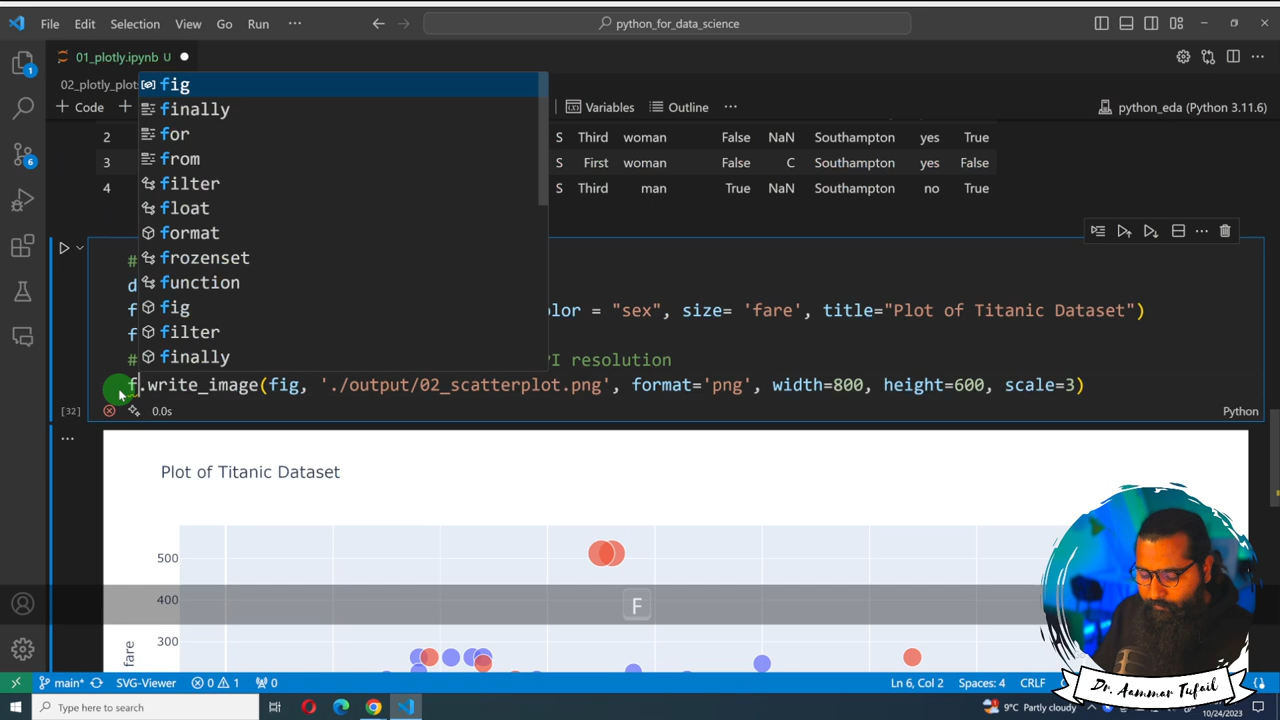 File Edit Selection View Go Run ··· python_for_data_science
01_plotly.ipynb U
02_plotly_plot
+ Code + Variables Outline ··· python_eda (Python 3.11.6)
2 S Third woman False NaN Southampton yes True
3 S First woman False C Southampton yes False
4 S Third man True NaN Southampton no True
fig
finally
for
from
filter
float
format
frozenset
function
fig
filter
finally
#
d
f lor = "sex", size= 'fare', title="Plot of Titanic Dataset")
f
# PI resolution
f.write_image(fig, './output/02_scatterplot.png', format='png', width=800, height=600, scale=3)
[32] 0.0s Python
Plot of Titanic Dataset
500
400
300
fare
F
main* SVG-Viewer 0 1 0 Ln 6, Col 2 Spaces: 4 CRLF
Dr. Aammar Tufail
Type here to search 9°C Partly cloudy
10/24/2023